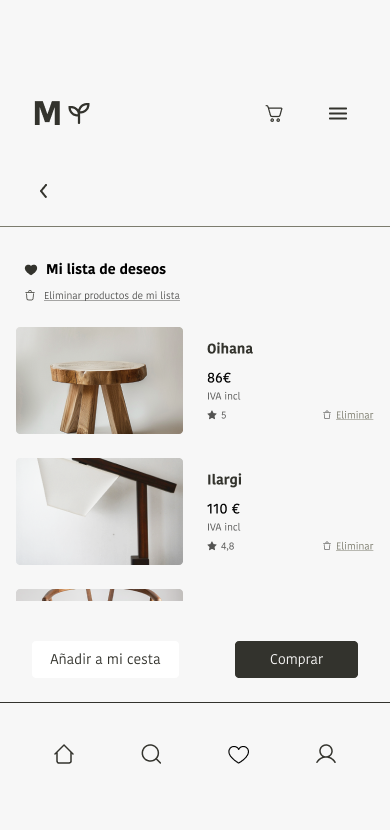 M
Mi lista de deseos
Eliminar productos de mi lista
Oihana
86€
IVA incl
5
Eliminar
Ilargi
110 €
IVA incl
4,8
Eliminar
Añadir a mi cesta
Comprar